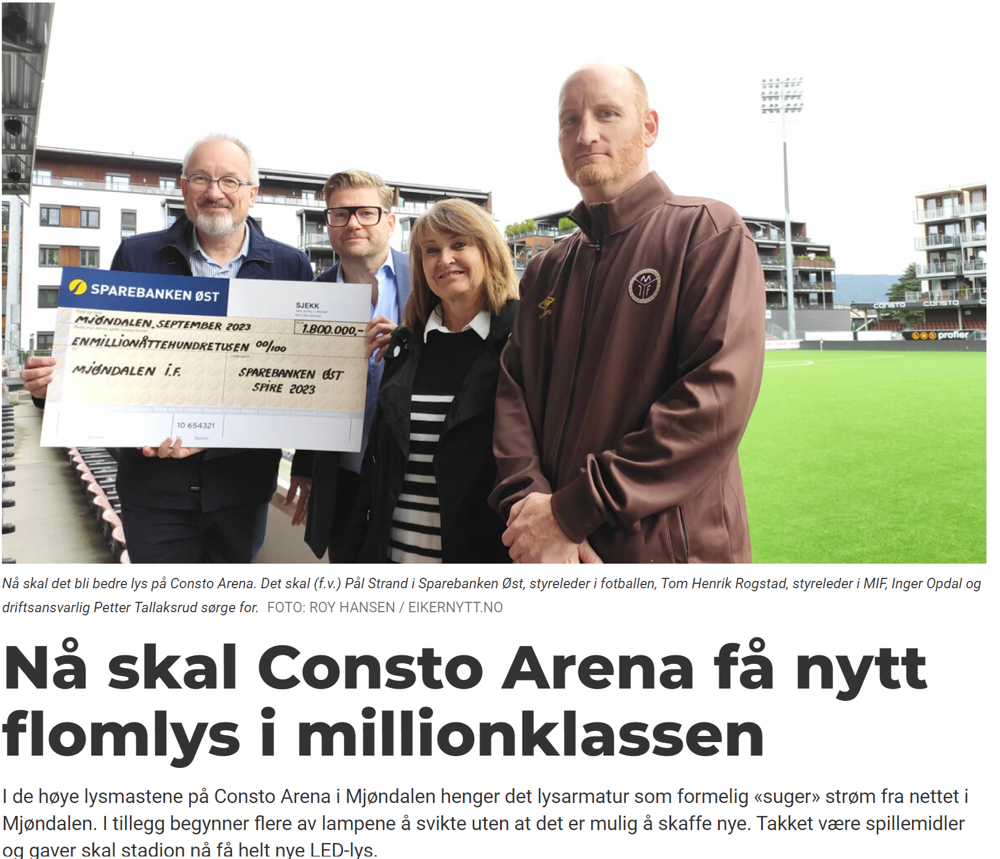 SPAREBANKEN ØST
SJEKK
MJØNDALEN, SEPTEMBER 2023
1.800.000,-
ENMILLIONÅTTEHUNDRETUSEN 00/100
MJØNDALEN I.F.
SPAREBANKEN ØST
SPIRE 2023
10 654321
MIF
consto consto
profier
Nå skal det bli bedre lys på Consto Arena. Det skal (f.v.) Pål Strand i Sparebanken Øst, styreleder i fotballen, Tom Henrik Rogstad, styreleder i MIF, Inger Opdal og
driftsansvarlig Petter Tallaksrud sørge for. FOTO: ROY HANSEN / EIKERNYTT.NO
Nå skal Consto Arena få nytt
flomlys i millionklassen
I de høye lysmastene på Consto Arena i Mjøndalen henger det lysarmatur som formelig «suger» strøm fra nettet i
Mjøndalen. I tillegg begynner flere av lampene å svikte uten at det er mulig å skaffe nye. Takket være spillemidler
og gaver skal stadion nå få helt nye LED-lys.